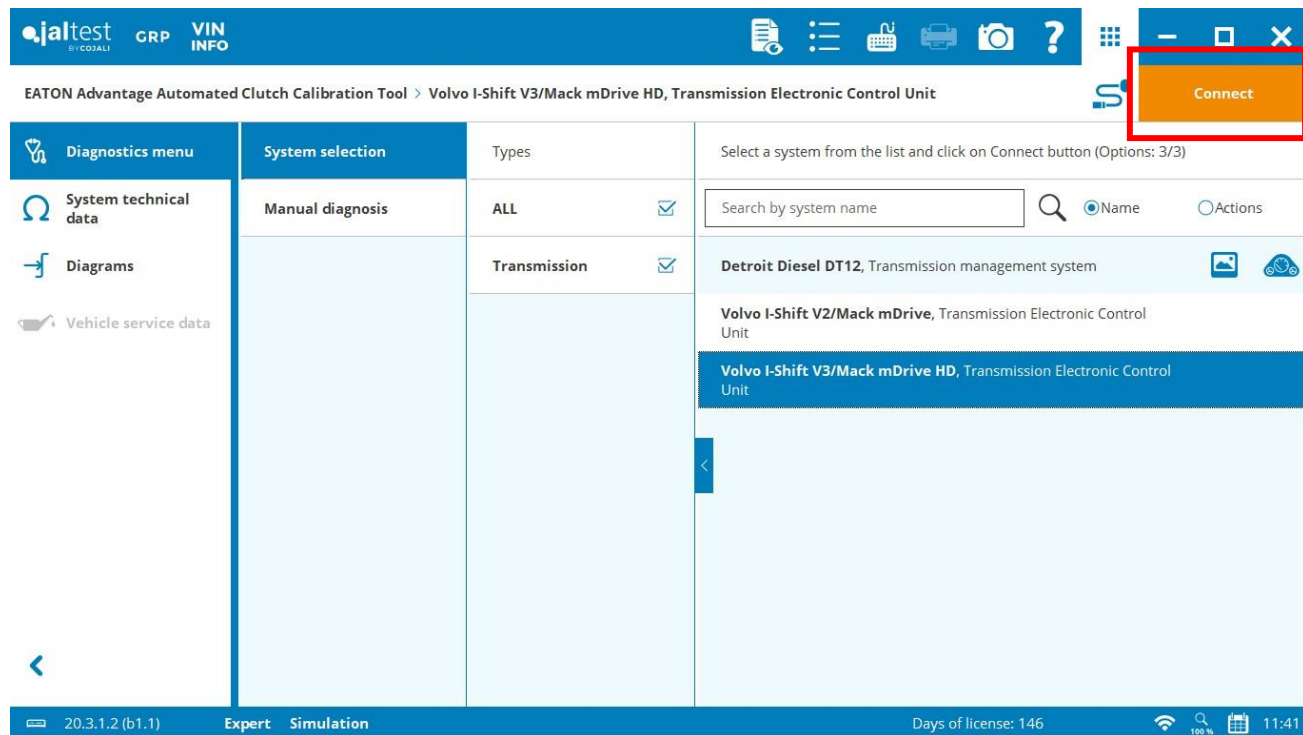 jaltest GRP VIN INFO
BY COJALI
EATON Advantage Automated Clutch Calibration Tool > Volvo I-Shift V3/Mack mDrive HD, Transmission Electronic Control Unit
Connect
Diagnostics menu
System technical
data
Diagrams
Vehicle service data
System selection
Manual diagnosis
Types
ALL
Transmission
Select a system from the list and click on Connect button (Options: 3/3)
Search by system name
Name
Actions
Detroit Diesel DT12, Transmission management system
Volvo I-Shift V2/Mack mDrive, Transmission Electronic Control
Unit
Volvo I-Shift V3/Mack mDrive HD, Transmission Electronic Control
Unit
20.3.1.2 (b1.1) Expert Simulation Days of license: 146 100 % 11:41